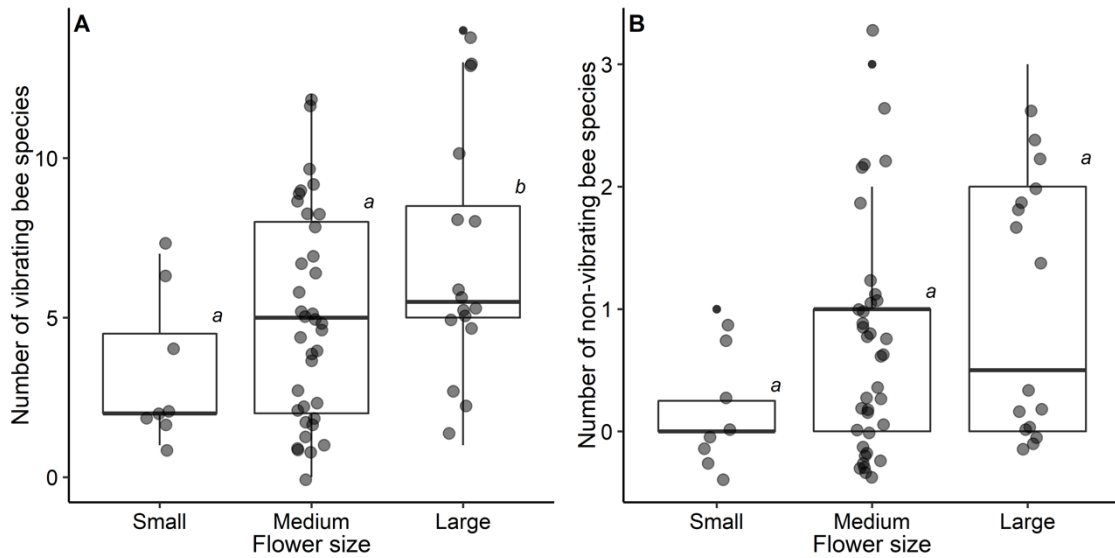 A
Number of vibrating bee species
10
5
0
a
a
b
Small
Medium
Large
Flower size
B
Number of non-vibrating bee species
3
2
1
0
a
a
a
Small
Medium
Large
Flower size